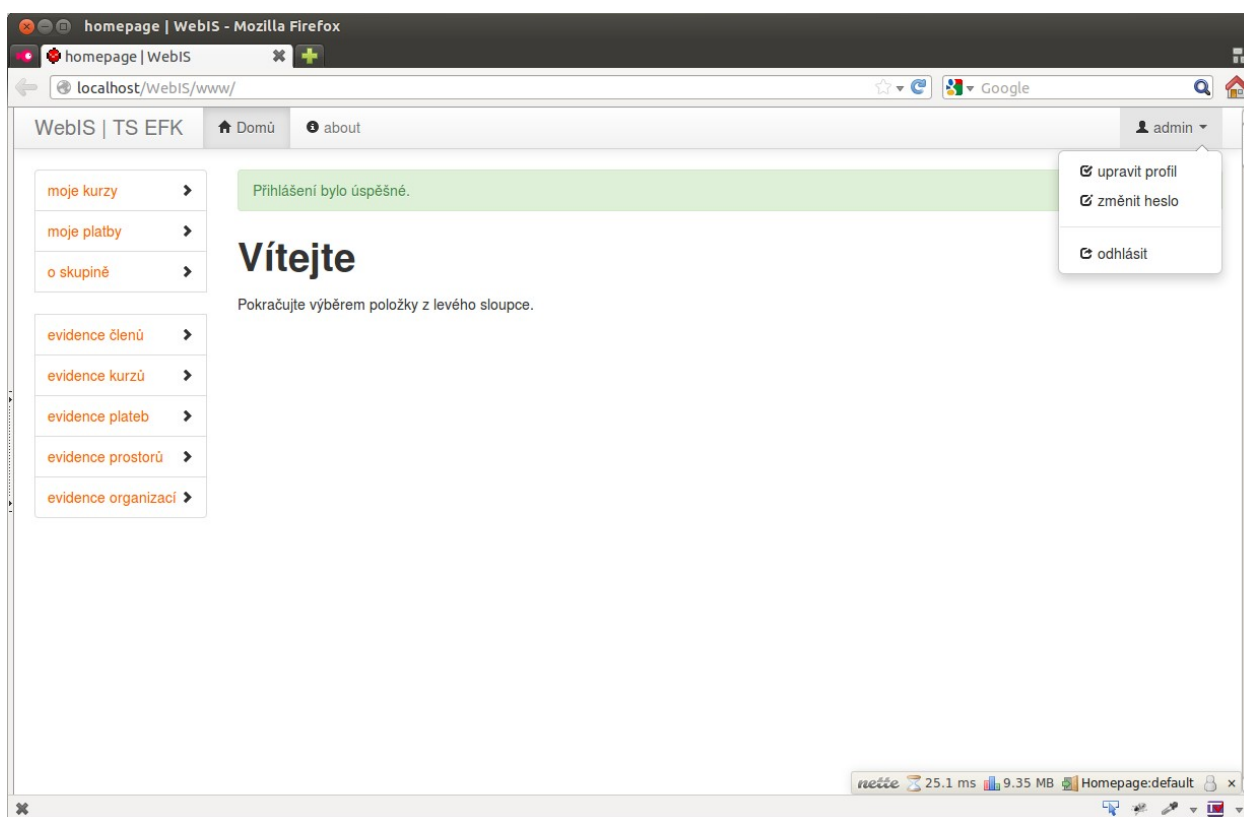 homepage | WebIS - Mozilla Firefox
homepage | WebIS
localhost/WebIS/www/
Google
WebIS | TS EFK
Domů
about
admin
upravit profil
změnit heslo
odhlásit
moje kurzy
moje platby
o skupině
evidence členů
evidence kurzů
evidence plateb
evidence prostorů
evidence organizací
Přihlášení bylo úspěšné.
Vítejte
Pokračujte výběrem položky z levého sloupce.
nette 25.1 ms 9.35 MB Homepage:default